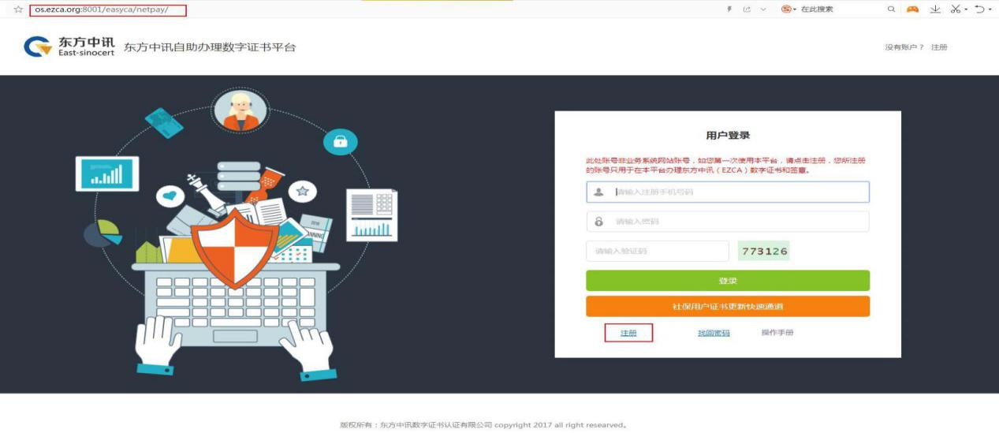 os.ezca.org:8001/easyca/netpay/
在此搜索
东方中讯
East-sinocert
东方中讯自助办理数字证书平台
没有账户？ 注册
用户登录
此处账号非业务系统网站账号，如您第一次使用本平台，请点击注册，您所注册
的账号只用于在本平台办理东方中讯（EZCA）数字证书和签章。
请输入注册手机号码
请输入密码
请输入验证码
773126
登录
社保用户证书更新快速通道
注册
找回密码
操作手册
版权所有：东方中讯数字证书认证有限公司 copyright 2017 all right researved。